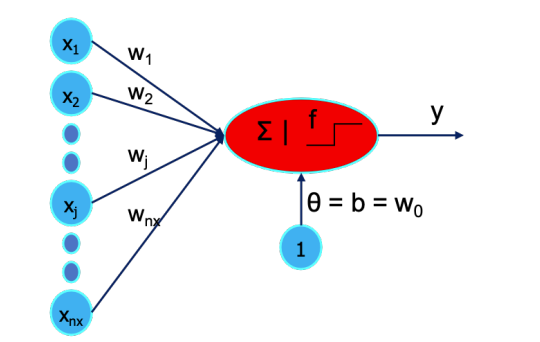 x₁
w₁
x₂
w₂
wⱼ
xⱼ
wₙₓ
xₙₓ
Σ | f
y
θ = b = w₀
1